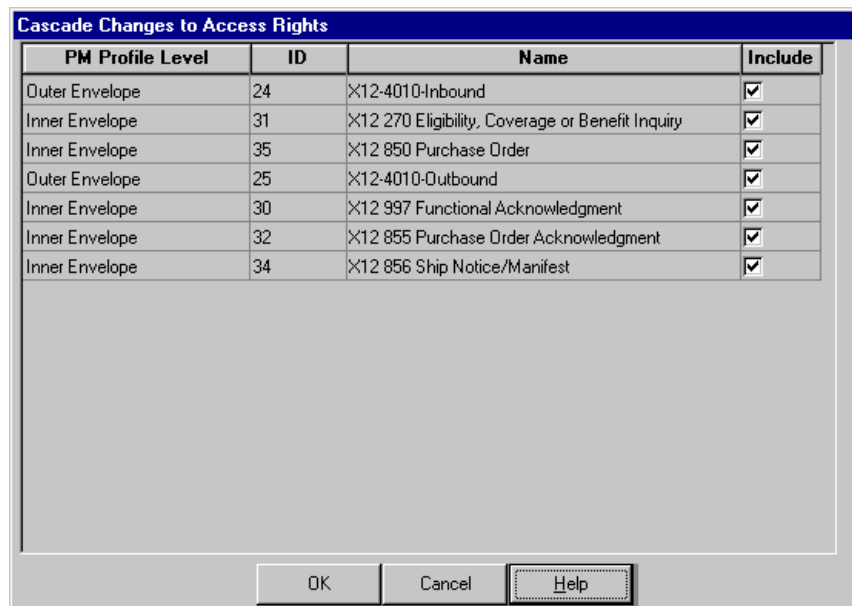 Cascade Changes to Access Rights
PM Profile Level ID Name Include
Outer Envelope 24 X12-4010-Inbound
Inner Envelope 31 X12 270 Eligibility, Coverage or Benefit Inquiry
Inner Envelope 35 X12 850 Purchase Order
Outer Envelope 25 X12-4010-Outbound
Inner Envelope 30 X12 997 Functional Acknowledgment
Inner Envelope 32 X12 855 Purchase Order Acknowledgment
Inner Envelope 34 X12 856 Ship Notice/Manifest
OK Cancel Help